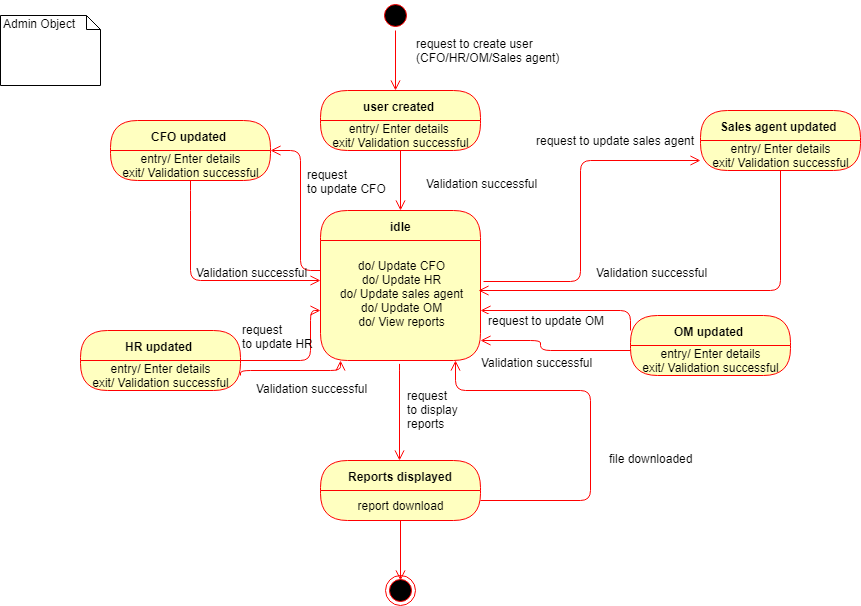 Admin Object
request to create user
(CFO/HR/OM/Sales agent)
user created
entry/ Enter details
exit/ Validation successful
CFO updated
entry/ Enter details
exit/ Validation successful
Sales agent updated
entry/ Enter details
exit/ Validation successful
request to update sales agent
request
to update CFO
Validation successful
idle
do/ Update CFO
do/ Update HR
do/ Update sales agent
do/ Update OM
do/ View reports
Validation successful
Validation successful
request
to update HR
request to update OM
HR updated
entry/ Enter details
exit/ Validation successful
OM updated
entry/ Enter details
exit/ Validation successful
Validation successful
Validation successful
request
to display
reports
file downloaded
Reports displayed
report download